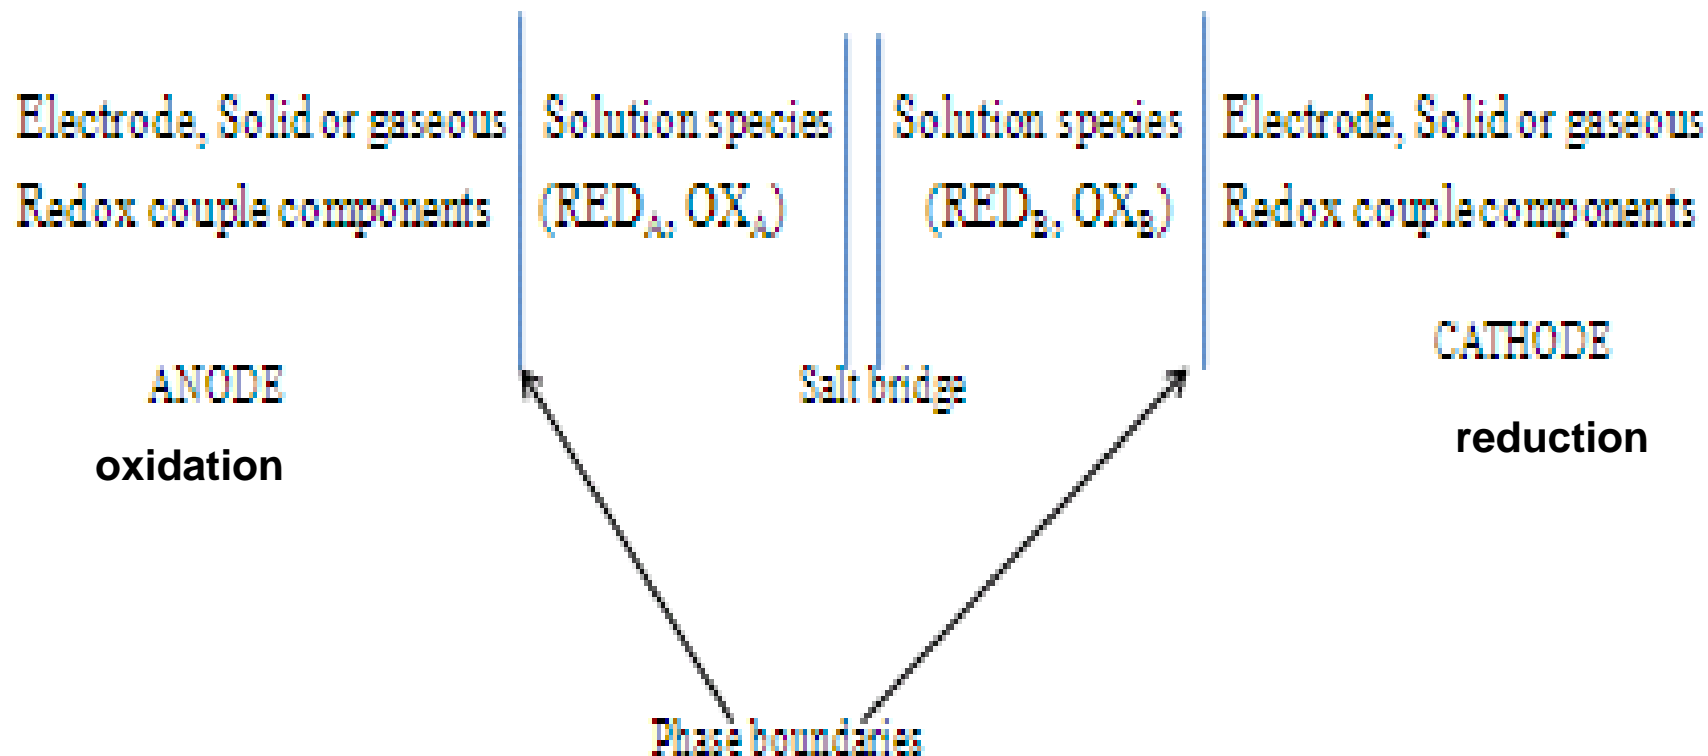 Electrode, Solid or gaseous
Redox couple components
Solution species
(RED_A, OX_A)
Solution species
(RED_B, OX_B)
Electrode, Solid or gaseous
Redox couple components
ANODE
oxidation
Salt bridge
CATHODE
reduction
Phase boundaries